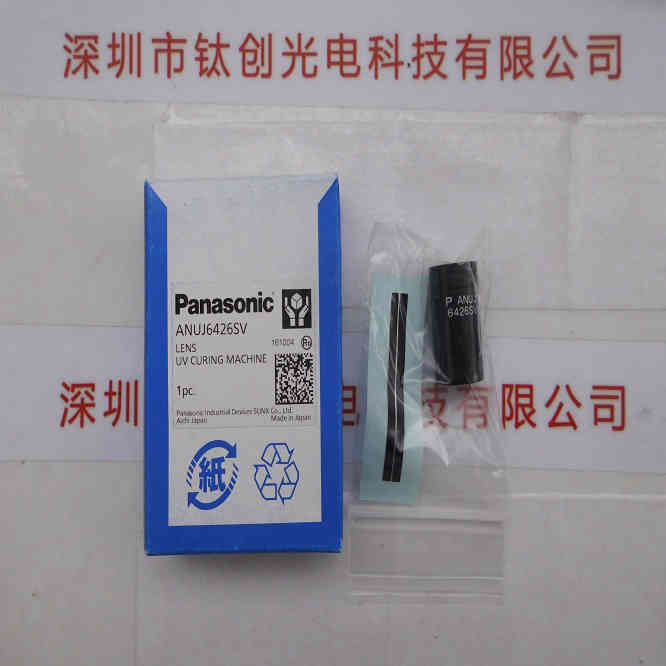 深圳市钛创光电科技有限公司
Panasonic
ANUJ6426SV
LENS 161004 Ro
UV CURING MACHINE
1pc.
Panasonic Industrial Devices SUNX Co., Ltd.
Aichi Japan Made in Japan
紙
P ANUJ
6426SV
深圳 电 技有限公司